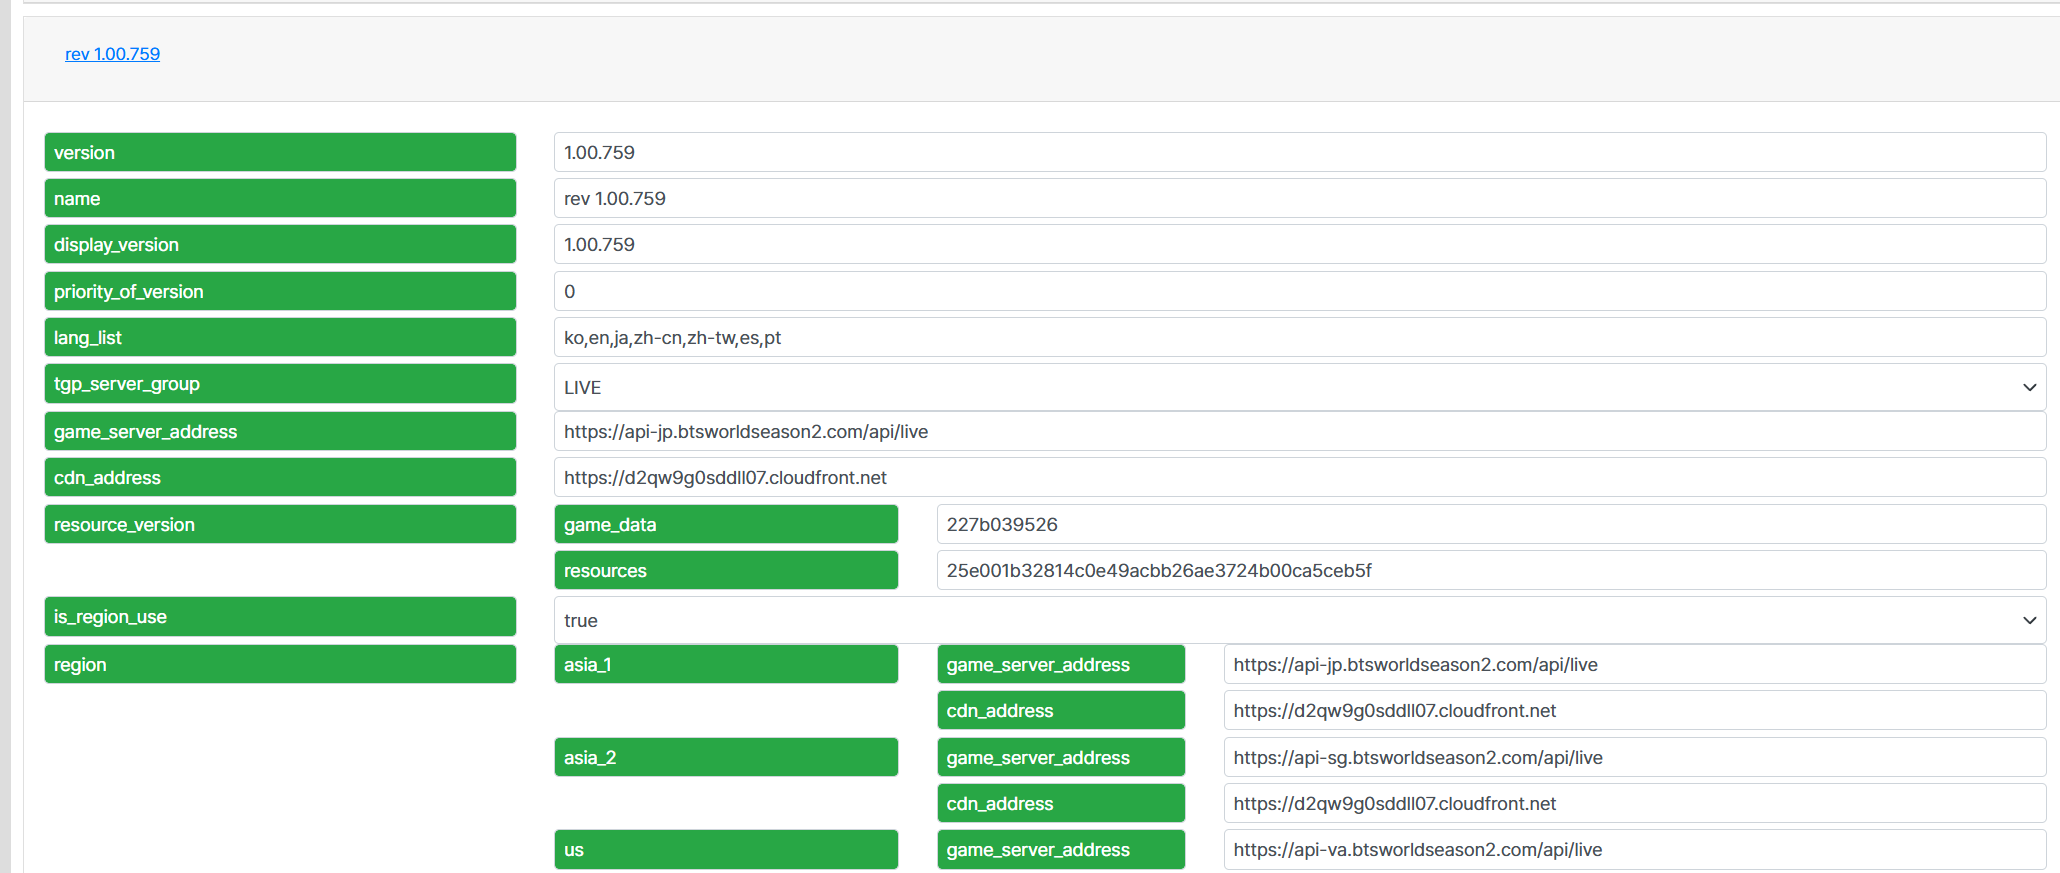 rev 1.00.759
version 1.00.759
name rev 1.00.759
display_version 1.00.759
priority_of_version 0
lang_list ko,en,ja,zh-cn,zh-tw,es,pt
tgp_server_group LIVE
game_server_address https://api-jp.btsworldseason2.com/api/live
cdn_address https://d2qw9g0sddll07.cloudfront.net
resource_version game_data 227b039526
resources 25e001b32814c0e49acbb26ae3724b00ca5ceb5f
is_region_use true
region asia_1 game_server_address https://api-jp.btsworldseason2.com/api/live
cdn_address https://d2qw9g0sddll07.cloudfront.net
asia_2 game_server_address https://api-sg.btsworldseason2.com/api/live
cdn_address https://d2qw9g0sddll07.cloudfront.net
us game_server_address https://api-va.btsworldseason2.com/api/live